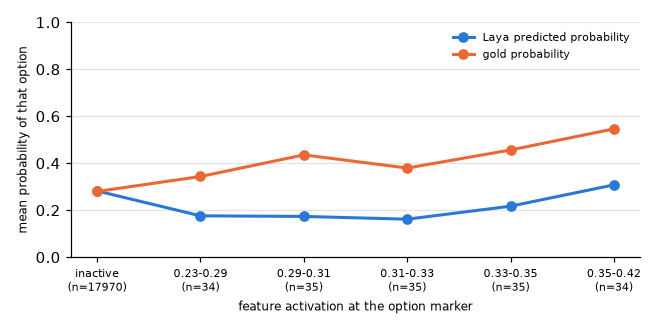 1.0
0.8
0.6
0.4
0.2
0.0
mean probability of that option
Laya predicted probability
gold probability
inactive
(n=17970)
0.23-0.29
(n=34)
0.29-0.31
(n=35)
0.31-0.33
(n=35)
0.33-0.35
(n=35)
0.35-0.42
(n=34)
feature activation at the option marker